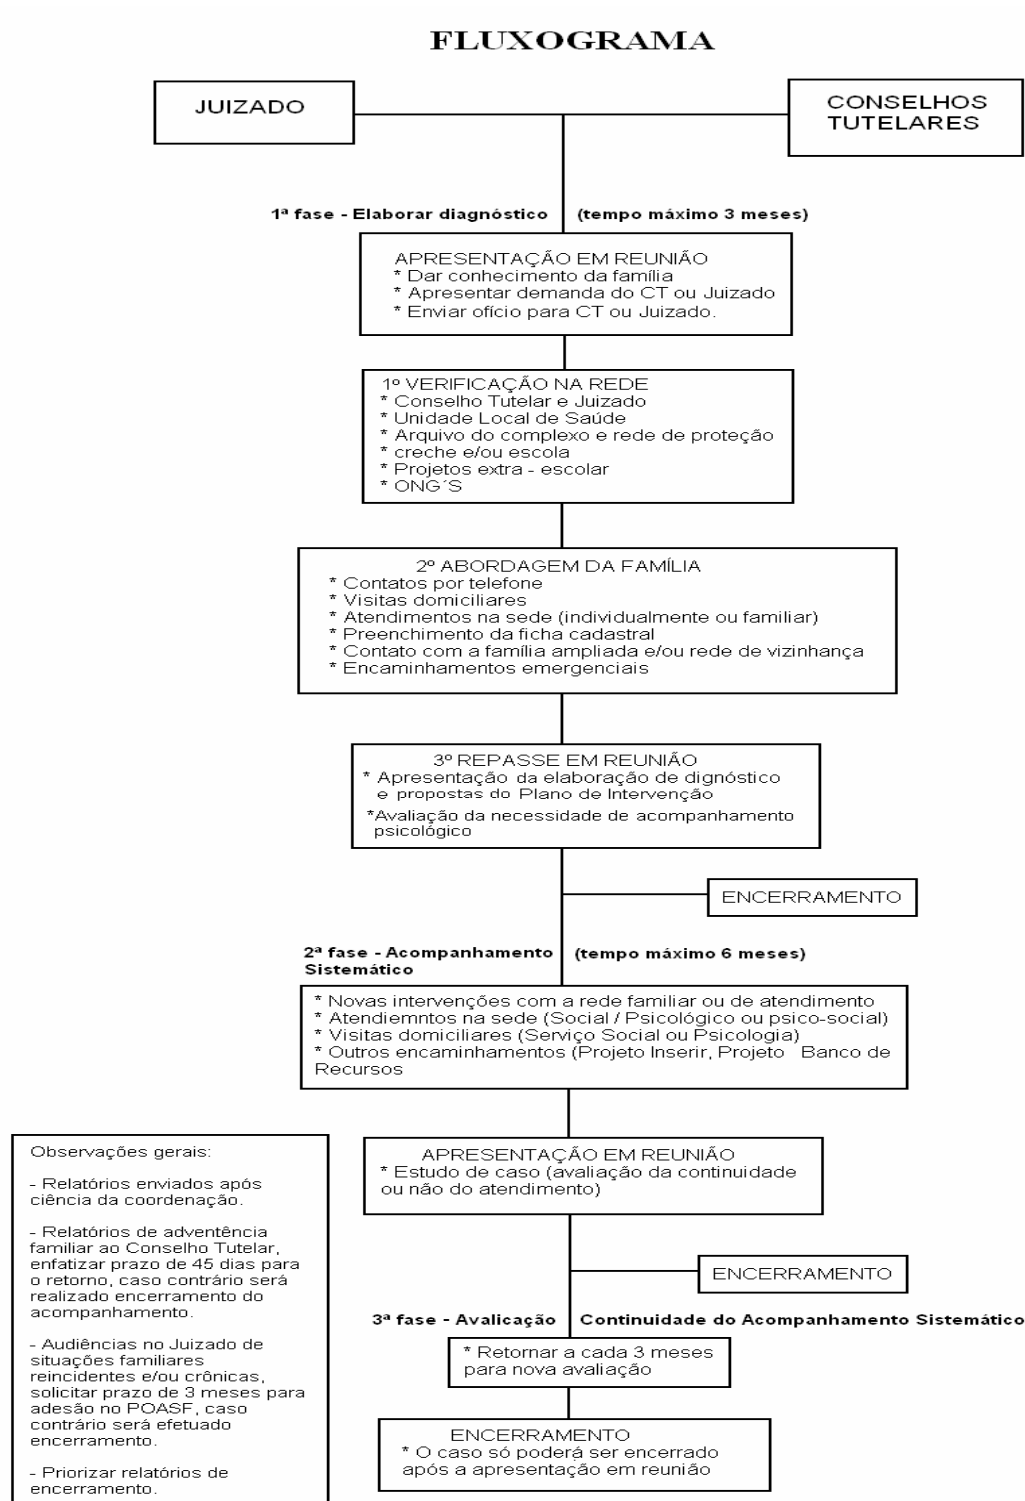 FLUXOGRAMA
JUIZADO
CONSELHOS
TUTELARES
1ª fase - Elaborar diagnóstico (tempo máximo 3 meses)
APRESENTAÇÃO EM REUNIÃO
* Dar conhecimento da família
* Apresentar demanda do CT ou Juizado
* Enviar ofício para CT ou Juizado.
1º VERIFICAÇÃO NA REDE
* Conselho Tutelar e Juizado
* Unidade Local de Saúde
* Arquivo do complexo e rede de proteção
* creche e/ou escola
* Projetos extra - escolar
* ONG´S
2º ABORDAGEM DA FAMÍLIA
* Contatos por telefone
* Visitas domiciliares
* Atendimentos na sede (individualmente ou familiar)
* Preenchimento da ficha cadastral
* Contato com a família ampliada e/ou rede de vizinhança
* Encaminhamentos emergenciais
3º REPASSE EM REUNIÃO
* Apresentação da elaboração de dignóstico
e propostas do Plano de Intervenção
*Avaliação da necessidade de acompanhamento
psicológico
ENCERRAMENTO
2ª fase - Acompanhamento (tempo máximo 6 meses)
Sistemático
* Novas intervenções com a rede familiar ou de atendimento
* Atendiemntos na sede (Social / Psicológico ou psico-social)
* Visitas domiciliares (Serviço Social ou Psicologia)
* Outros encaminhamentos (Projeto Inserir, Projeto Banco de
Recursos
APRESENTAÇÃO EM REUNIÃO
* Estudo de caso (avaliação da continuidade
ou não do atendimento)
ENCERRAMENTO
3ª fase - Avalicação Continuidade do Acompanhamento Sistemático
* Retornar a cada 3 meses
para nova avaliação
ENCERRAMENTO
* O caso só poderá ser encerrado
após a apresentação em reunião
Observações gerais:
- Relatórios enviados após
ciência da coordenação.
- Relatórios de adventência
familiar ao Conselho Tutelar,
enfatizar prazo de 45 dias para
o retorno, caso contrário será
realizado encerramento do
acompanhamento.
- Audiências no Juizado de
situações familiares
reincidentes e/ou crônicas,
solicitar prazo de 3 meses para
adesão no POASF, caso
contrário será efetuado
encerramento.
- Priorizar relatórios de
encerramento.